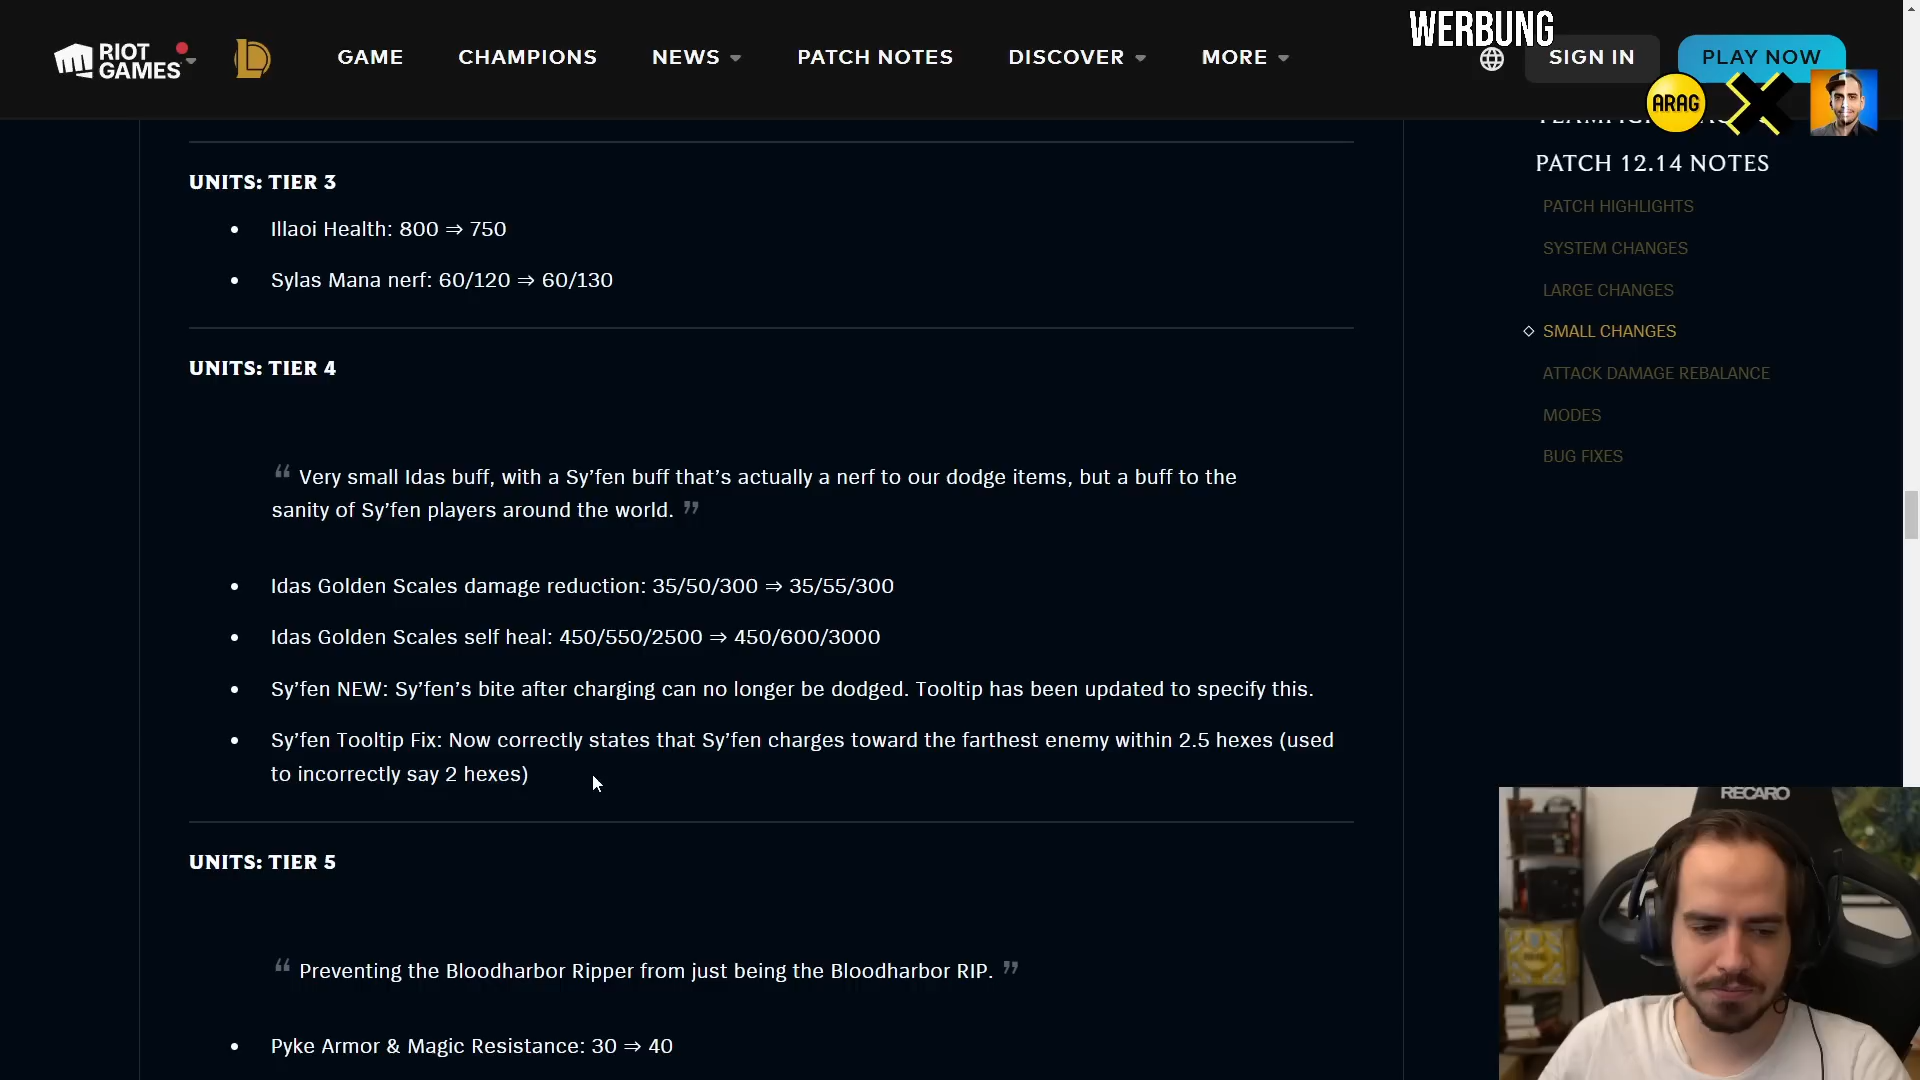 WERBUNG
RIOT GAMES
GAME
CHAMPIONS
NEWS
PATCH NOTES
DISCOVER
MORE
SIGN IN
PLAY NOW
ARAG
PATCH 12.14 NOTES
PATCH HIGHLIGHTS
SYSTEM CHANGES
LARGE CHANGES
SMALL CHANGES
ATTACK DAMAGE REBALANCE
MODES
BUG FIXES
UNITS: TIER 3
• Illaoi Health: 800 ⇒ 750
• Sylas Mana nerf: 60/120 ⇒ 60/130
UNITS: TIER 4
“ Very small Idas buff, with a Sy’fen buff that’s actually a nerf to our dodge items, but a buff to the
sanity of Sy’fen players around the world. ”
• Idas Golden Scales damage reduction: 35/50/300 ⇒ 35/55/300
• Idas Golden Scales self heal: 450/550/2500 ⇒ 450/600/3000
• Sy’fen NEW: Sy’fen’s bite after charging can no longer be dodged. Tooltip has been updated to specify this.
• Sy’fen Tooltip Fix: Now correctly states that Sy’fen charges toward the farthest enemy within 2.5 hexes (used
to incorrectly say 2 hexes)
UNITS: TIER 5
“ Preventing the Bloodharbor Ripper from just being the Bloodharbor RIP. ”
• Pyke Armor & Magic Resistance: 30 ⇒ 40
RECARO